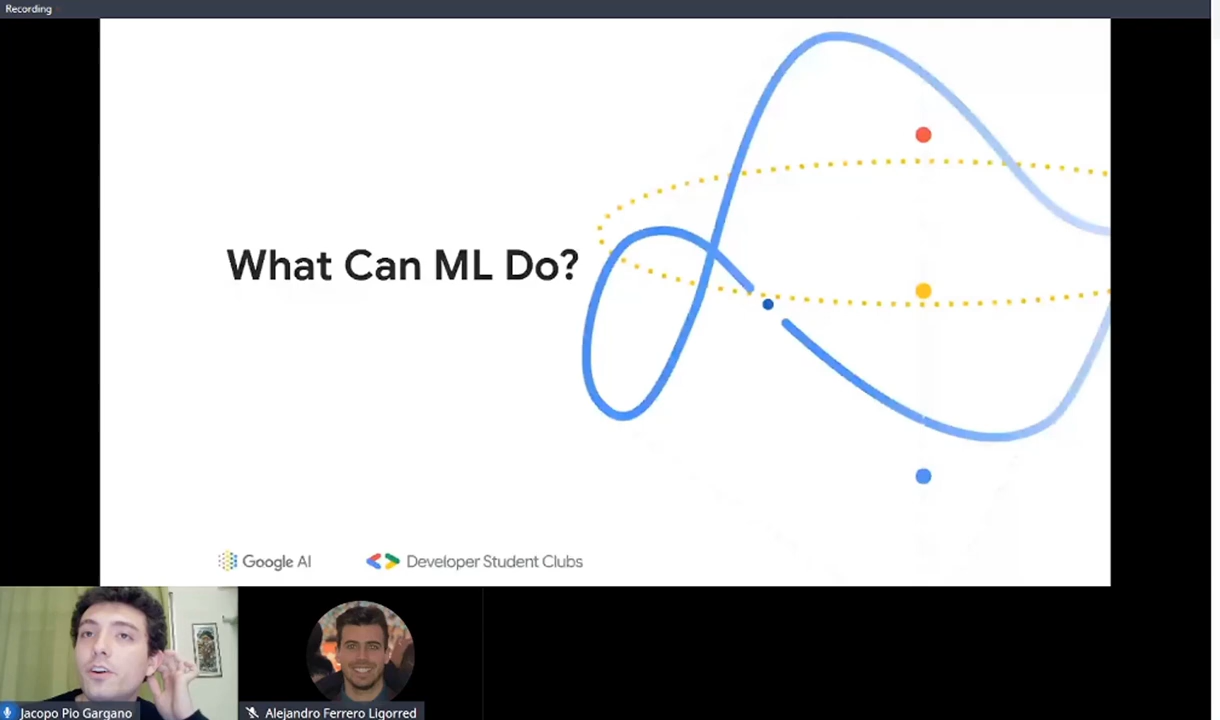 Recording
What Can ML Do?
Google AI
Developer Student Clubs
Jacopo Pio Gargano
Alejandro Ferrero Ligorred